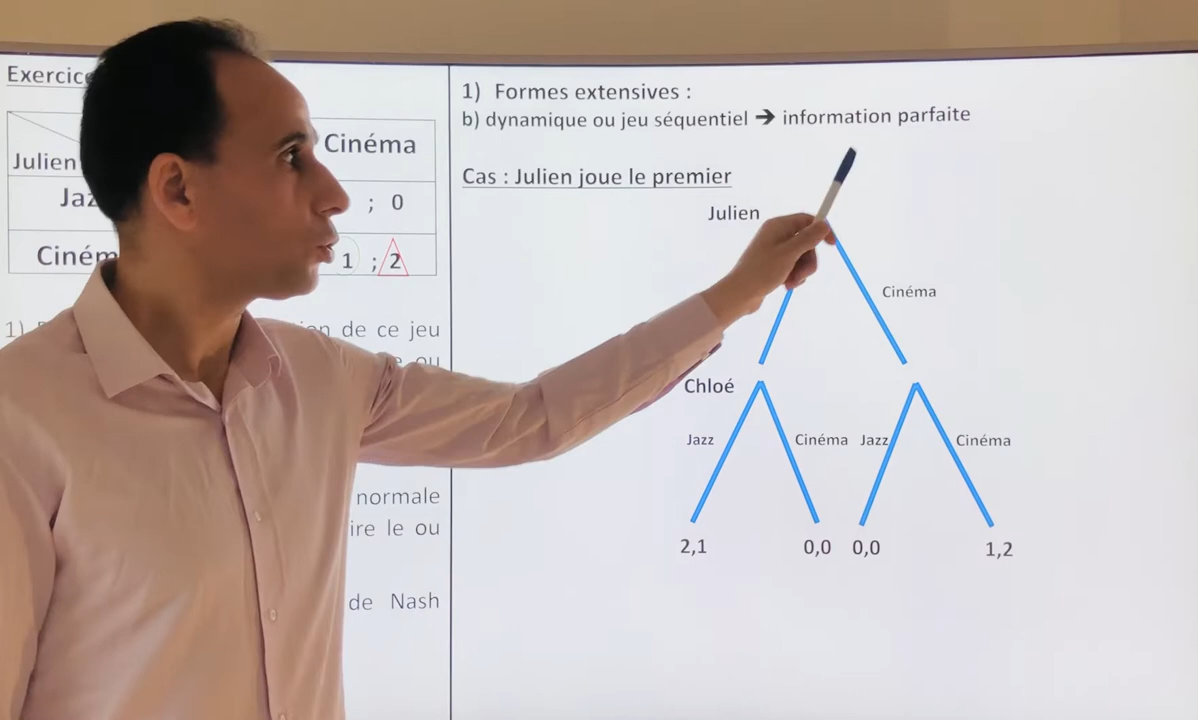 Exercice
Julien
Cinéma
; 0
1 ; 2
1)
de ce jeu
ou
normale
ire le ou
de Nash
1) Formes extensives :
b) dynamique ou jeu séquentiel ➔ information parfaite
Cas : Julien joue le premier
Julien
Cinéma
Chloé
Jazz Cinéma Jazz Cinéma
2,1 0,0 0,0 1,2